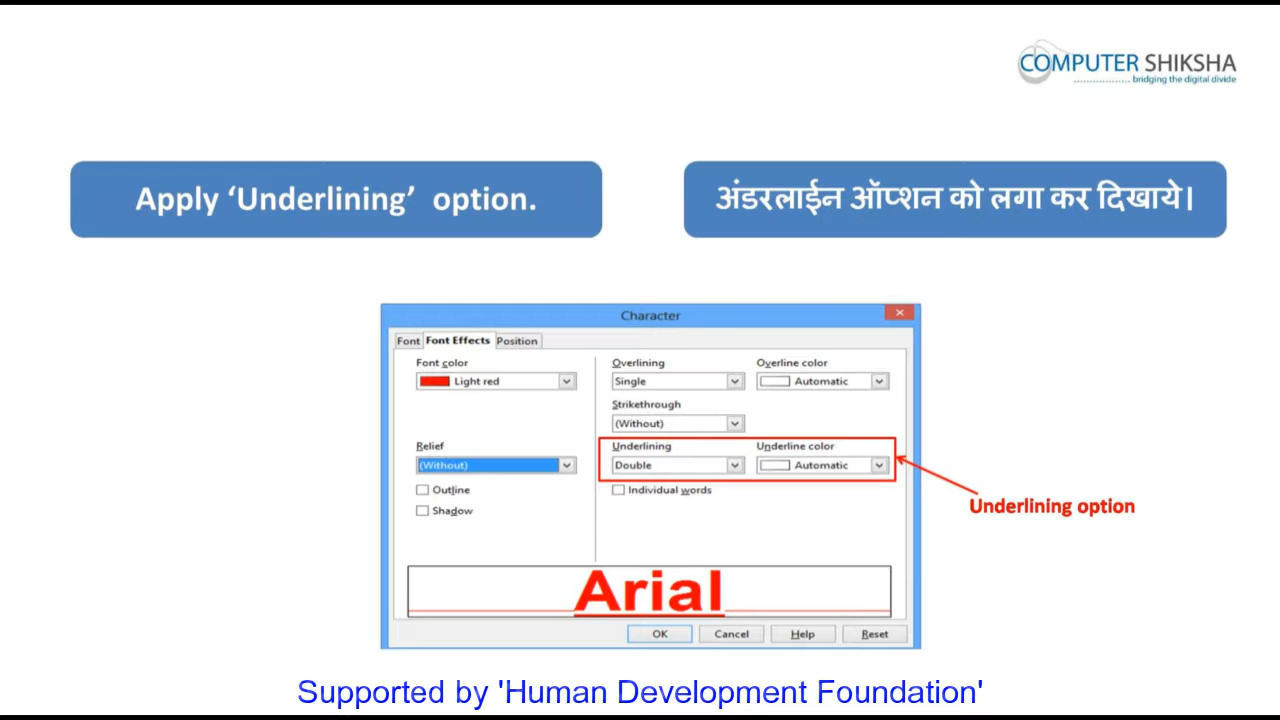 COMPUTER SHIKSHA
bridging the digital divide
Apply ‘Underlining’ option.
अंडरलाईन ऑप्शन को लगा कर दिखाये।
Character
Font Font Effects Position
Font color
Light red
Overlining
Single
Overline color
Automatic
Strikethrough
(Without)
Relief
(Without)
Underlining
Double
Underline color
Automatic
Outline
Individual words
Shadow
Underlining option
Arial
OK Cancel Help Reset
Supported by 'Human Development Foundation'